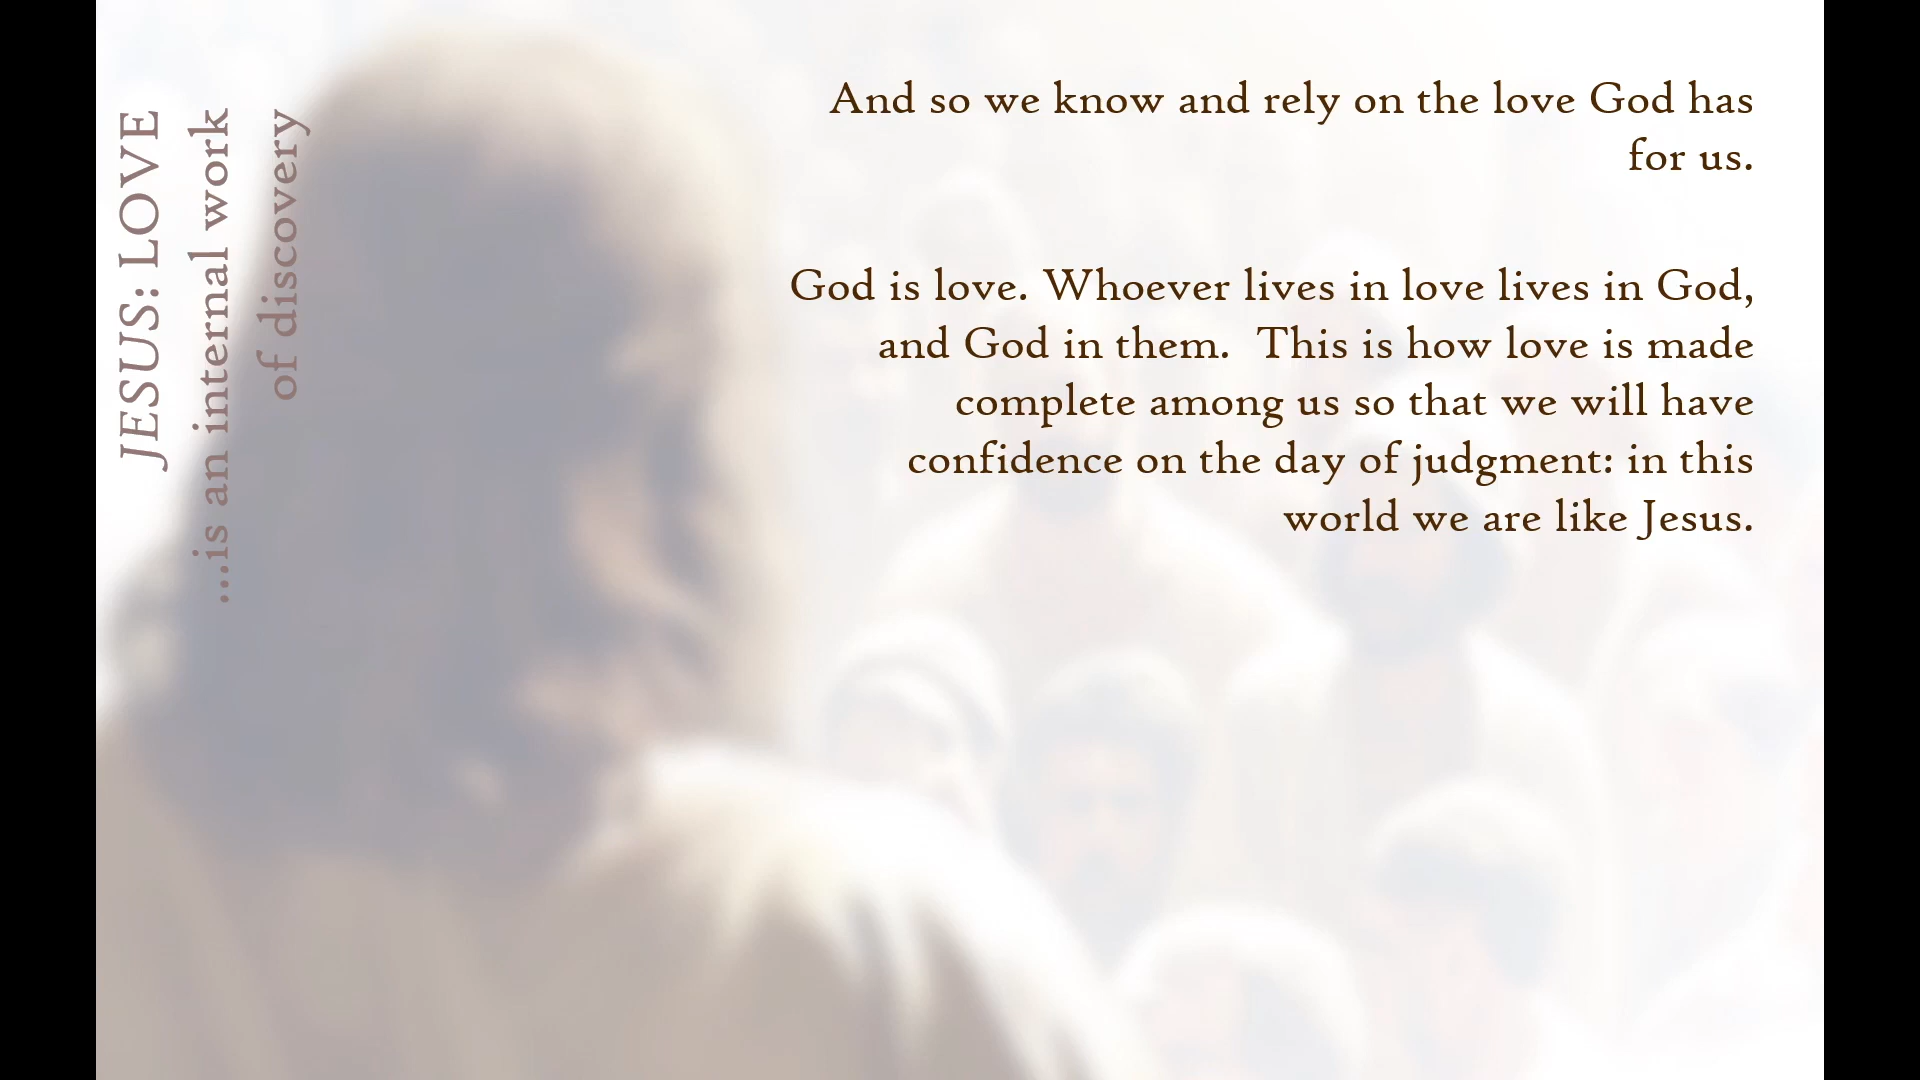 JESUS: LOVE
...is an internal work
of discovery
And so we know and rely on the love God has
for us.
God is love. Whoever lives in love lives in God,
and God in them.  This is how love is made
complete among us so that we will have
confidence on the day of judgment: in this
world we are like Jesus.